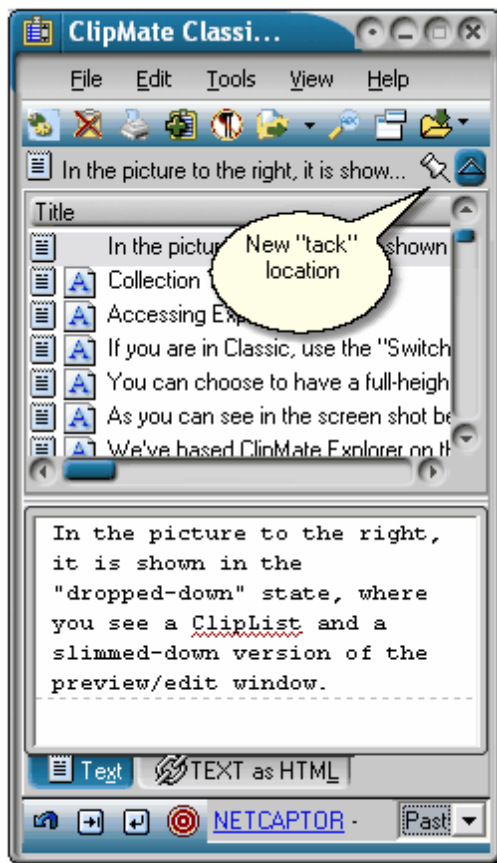 ClipMate Classi...
File Edit Tools View Help
In the picture to the right, it is show...
Title
New "tack"
location
In the pictu shown
Collection
Accessing Exp
If you are in Classic, use the "Switch
You can choose to have a full-heigh
As you can see in the screen shot be
We've based ClipMate Explorer on th
In the picture to the right,
it is shown in the
"dropped-down" state, where
you see a ClipList and a
slimmed-down version of the
preview/edit window.
Text TEXT as HTML
NETCAPTOR - Past